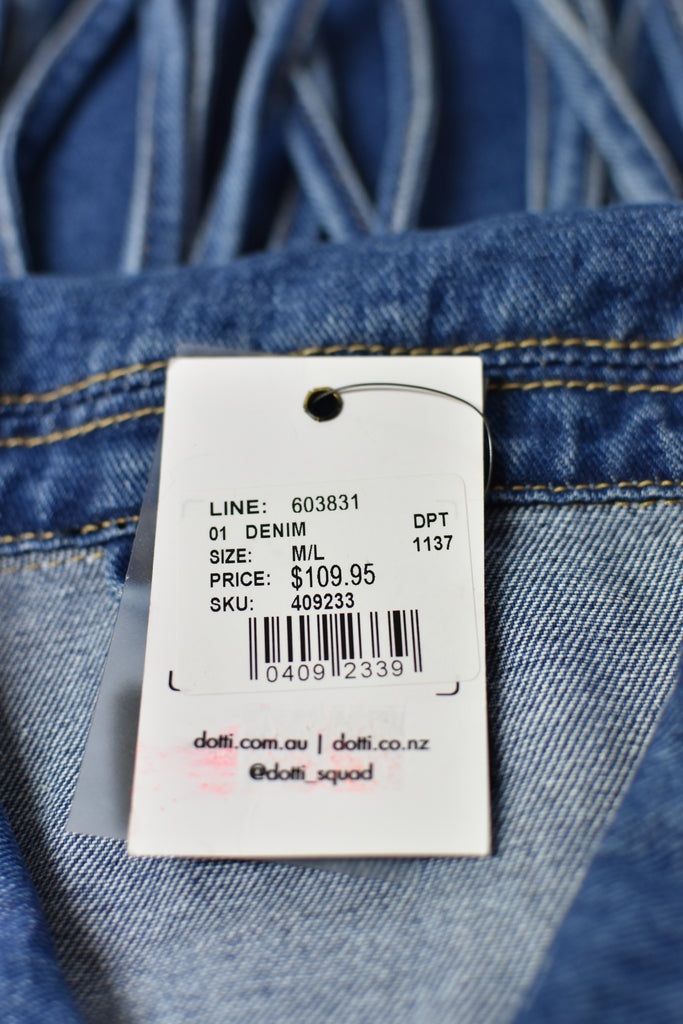 LINE: 603831
01 DENIM
DPT
SIZE: M/L
1137
PRICE: $109.95
SKU: 409233
0409 2339
dotti.com.au | dotti.co.nz
@dotti_squad